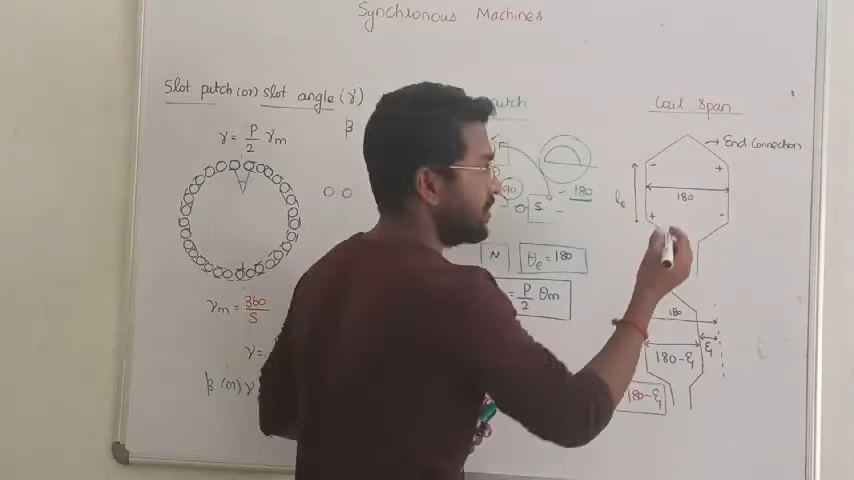 Synchronous Machines
Slot pitch (or) Slot angle (γ)
γ = P/2 γm
β
γm = 360/S
γ =
β (or) γ
90
180
S
N
θe = 180
= P/2 θm
Coil Span
End Connection
- +
180
le
+ -
180
180-ξ
ξ
180-ξ